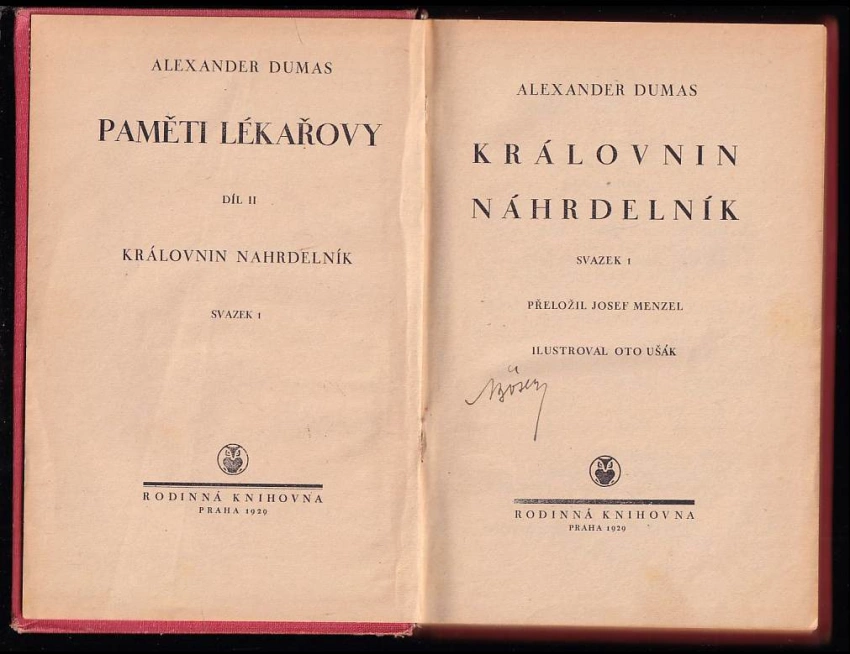 ALEXANDER DUMAS
PAMĚTI LÉKAŘOVY
DÍL II
KRÁLOVNIN NAHRDELNÍK
SVAZEK 1
RODINNÁ KNIHOVNA
PRAHA 1929
ALEXANDER DUMAS
KRÁLOVNIN
NÁHRDELNÍK
SVAZEK 1
PŘELOŽIL JOSEF MENZEL
ILUSTROVAL OTO UŠÁK
RODINNÁ KNIHOVNA
PRAHA 1929